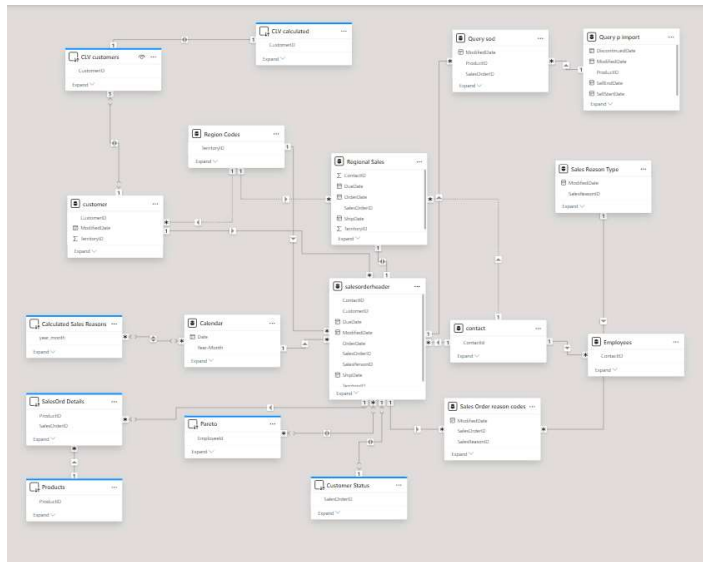 CLV calculated
CustomerID
Expand
CLV customers
CustomerID
Expand
Query sod
ModifiedDate
ProductID
SalesOrderID
Expand
Query p import
DiscontinuedDate
ModifiedDate
ProductID
SellEndDate
SellStartDate
Expand
Region Codes
TerritoryID
Expand
Regional Sales
ContactID
DueDate
OrderDate
SalesOrderID
ShipDate
TerritoryID
Expand
Sales Reason Type
ModifiedDate
SalesReasonID
Expand
customer
CustomerID
ModifiedDate
TerritoryID
Expand
salesorderheader
ContactID
CustomerID
DueDate
ModifiedDate
OrderDate
SalesOrderID
SalesPersonID
ShipDate
Expand
Calculated Sales Reasons
year_month
Expand
Calendar
Date
Year-Month
Expand
contact
ContactId
Expand
Employees
ContactID
Expand
SalesOrd Details
ProductID
SalesOrderID
Expand
Pareto
EmployeeId
Expand
Sales Order reason codes
ModifiedDate
SalesOrderID
SalesReasonID
Expand
Products
ProductID
Expand
Customer Status
SalesOrderID
Expand